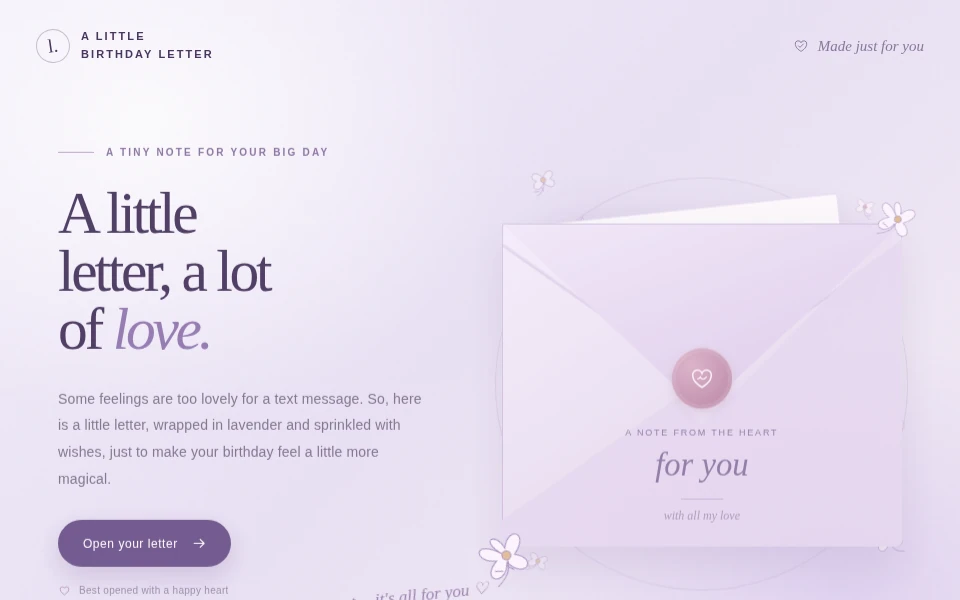 l.
A LITTLE
BIRTHDAY LETTER
Made just for you
A TINY NOTE FOR YOUR BIG DAY
A little
letter, a lot
of love.
Some feelings are too lovely for a text message. So, here
is a little letter, wrapped in lavender and sprinkled with
wishes, just to make your birthday feel a little more
magical.
Open your letter →
Best opened with a happy heart
A NOTE FROM THE HEART
for you
with all my love
it's all for you ♡